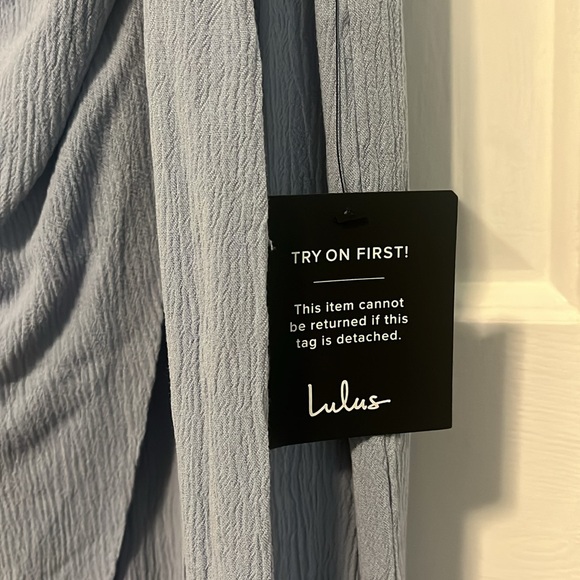 TRY ON FIRST!
This item cannot
be returned if this
tag is detached.
Lulus